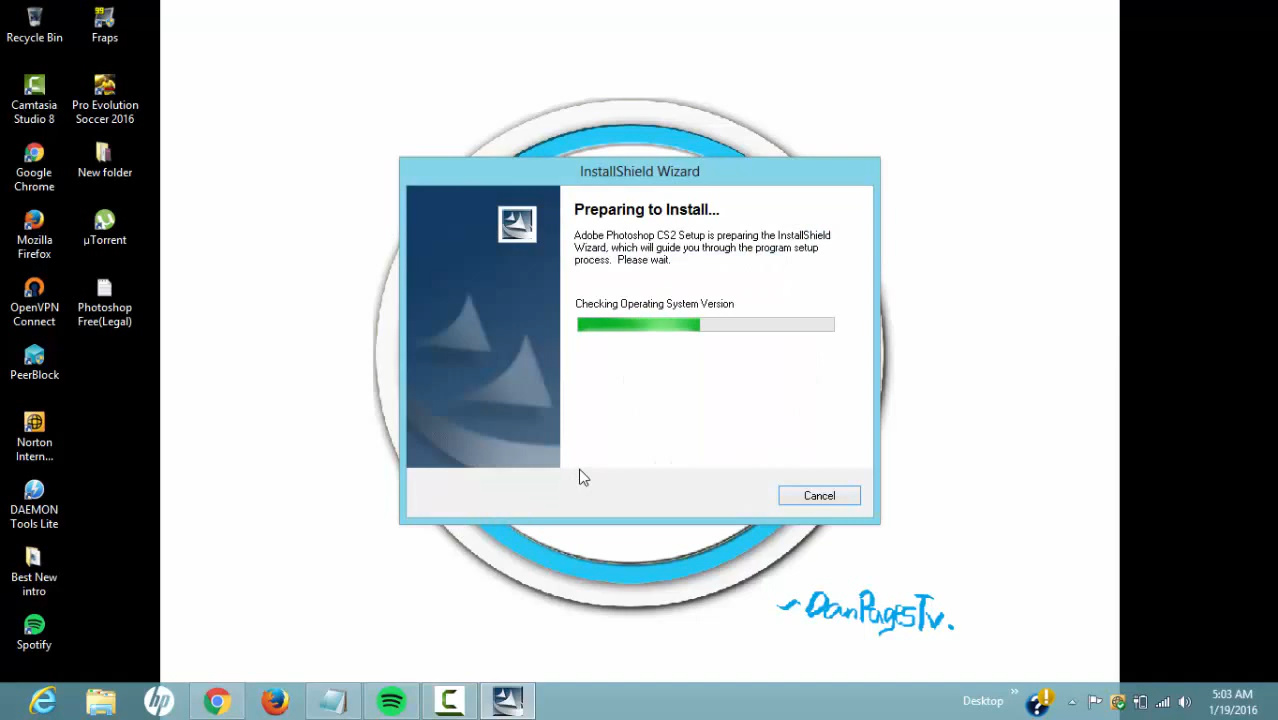 Recycle Bin
Fraps
99
Camtasia
Studio 8
Pro Evolution
Soccer 2016
Google
Chrome
New folder
Mozilla
Firefox
µTorrent
OpenVPN
Connect
Photoshop
Free(Legal)
PeerBlock
Norton
Intern...
DAEMON
Tools Lite
Best New
intro
Spotify
InstallShield Wizard
Preparing to Install...
Adobe Photoshop CS2 Setup is preparing the InstallShield
Wizard, which will guide you through the program setup
process. Please wait.
Checking Operating System Version
Cancel
~DanPagesTv.
hp
Desktop
5:03 AM
1/19/2016